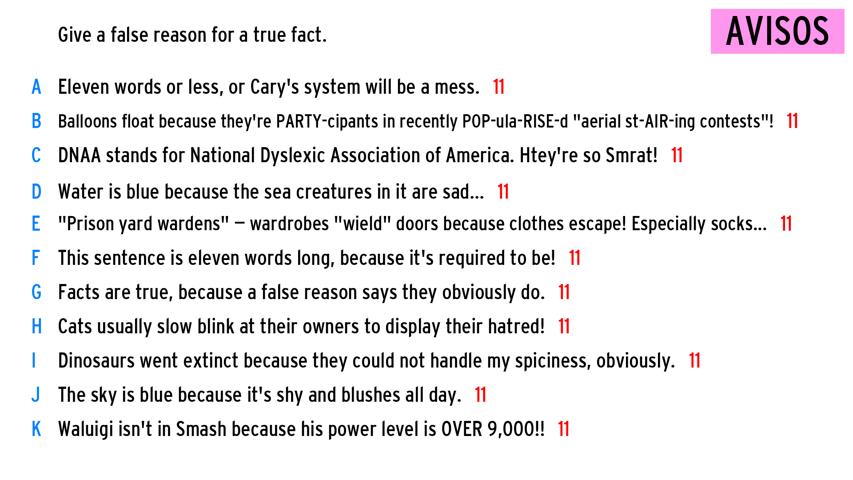 Give a false reason for a true fact.
AVISOS
A Eleven words or less, or Cary's system will be a mess. 11
B Balloons float because they're PARTY-cipants in recently POP-ula-RISE-d "aerial st-AIR-ing contests"! 11
C DNAA stands for National Dyslexic Association of America. Htey're so Smrat! 11
D Water is blue because the sea creatures in it are sad... 11
E "Prison yard wardens" – wardrobes "wield" doors because clothes escape! Especially socks... 11
F This sentence is eleven words long, because it's required to be! 11
G Facts are true, because a false reason says they obviously do. 11
H Cats usually slow blink at their owners to display their hatred! 11
I Dinosaurs went extinct because they could not handle my spiciness, obviously. 11
J The sky is blue because it's shy and blushes all day. 11
K Waluigi isn't in Smash because his power level is OVER 9,000!! 11